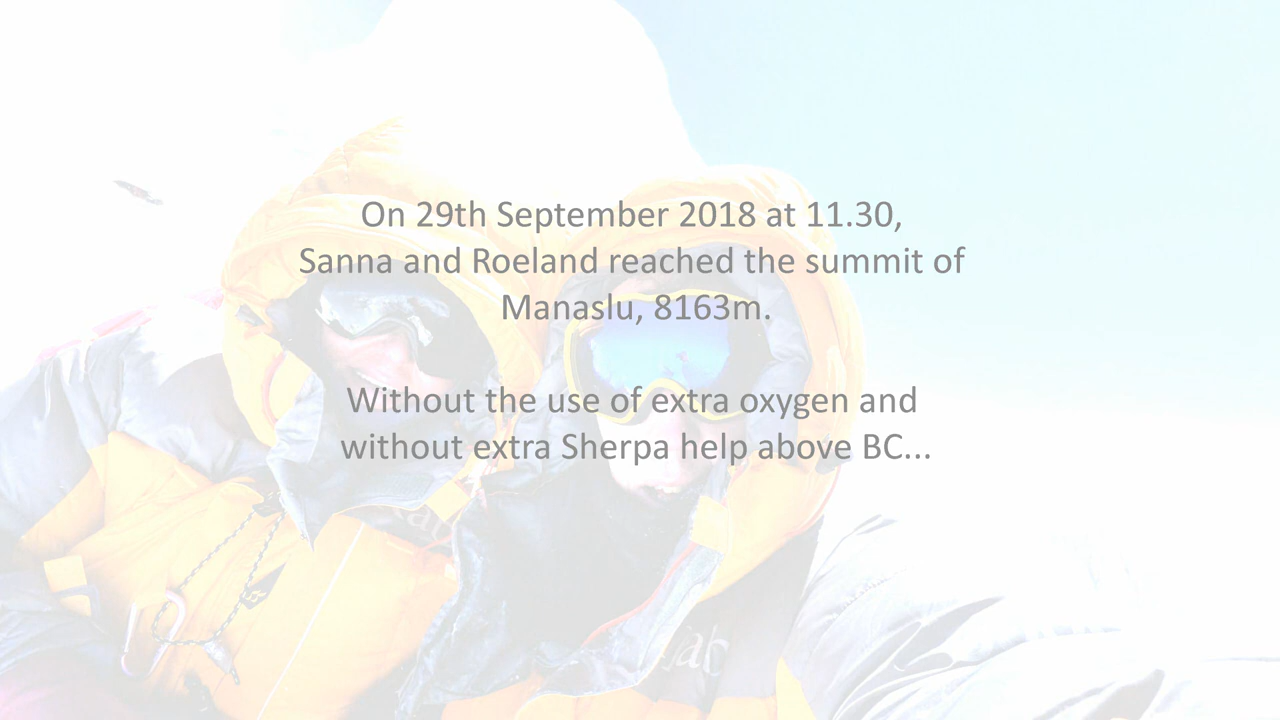 On 29th September 2018 at 11.30,
Sanna and Roeland reached the summit of
Manaslu, 8163m.
Without the use of extra oxygen and
without extra Sherpa help above BC...